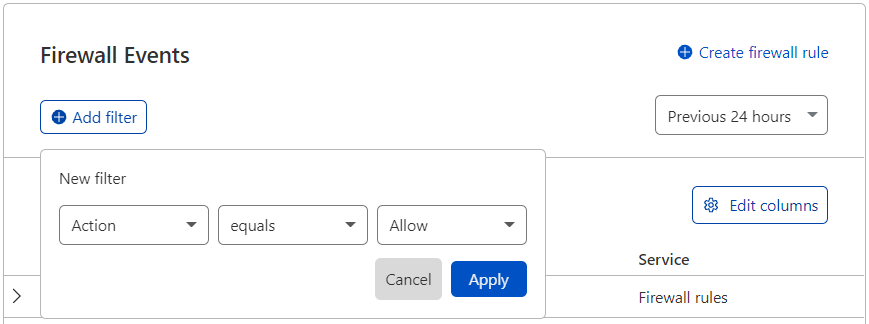 Firewall Events
Create firewall rule
Add filter
Previous 24 hours
New filter
Action equals Allow
Edit columns
Cancel Apply
Service
Firewall rules